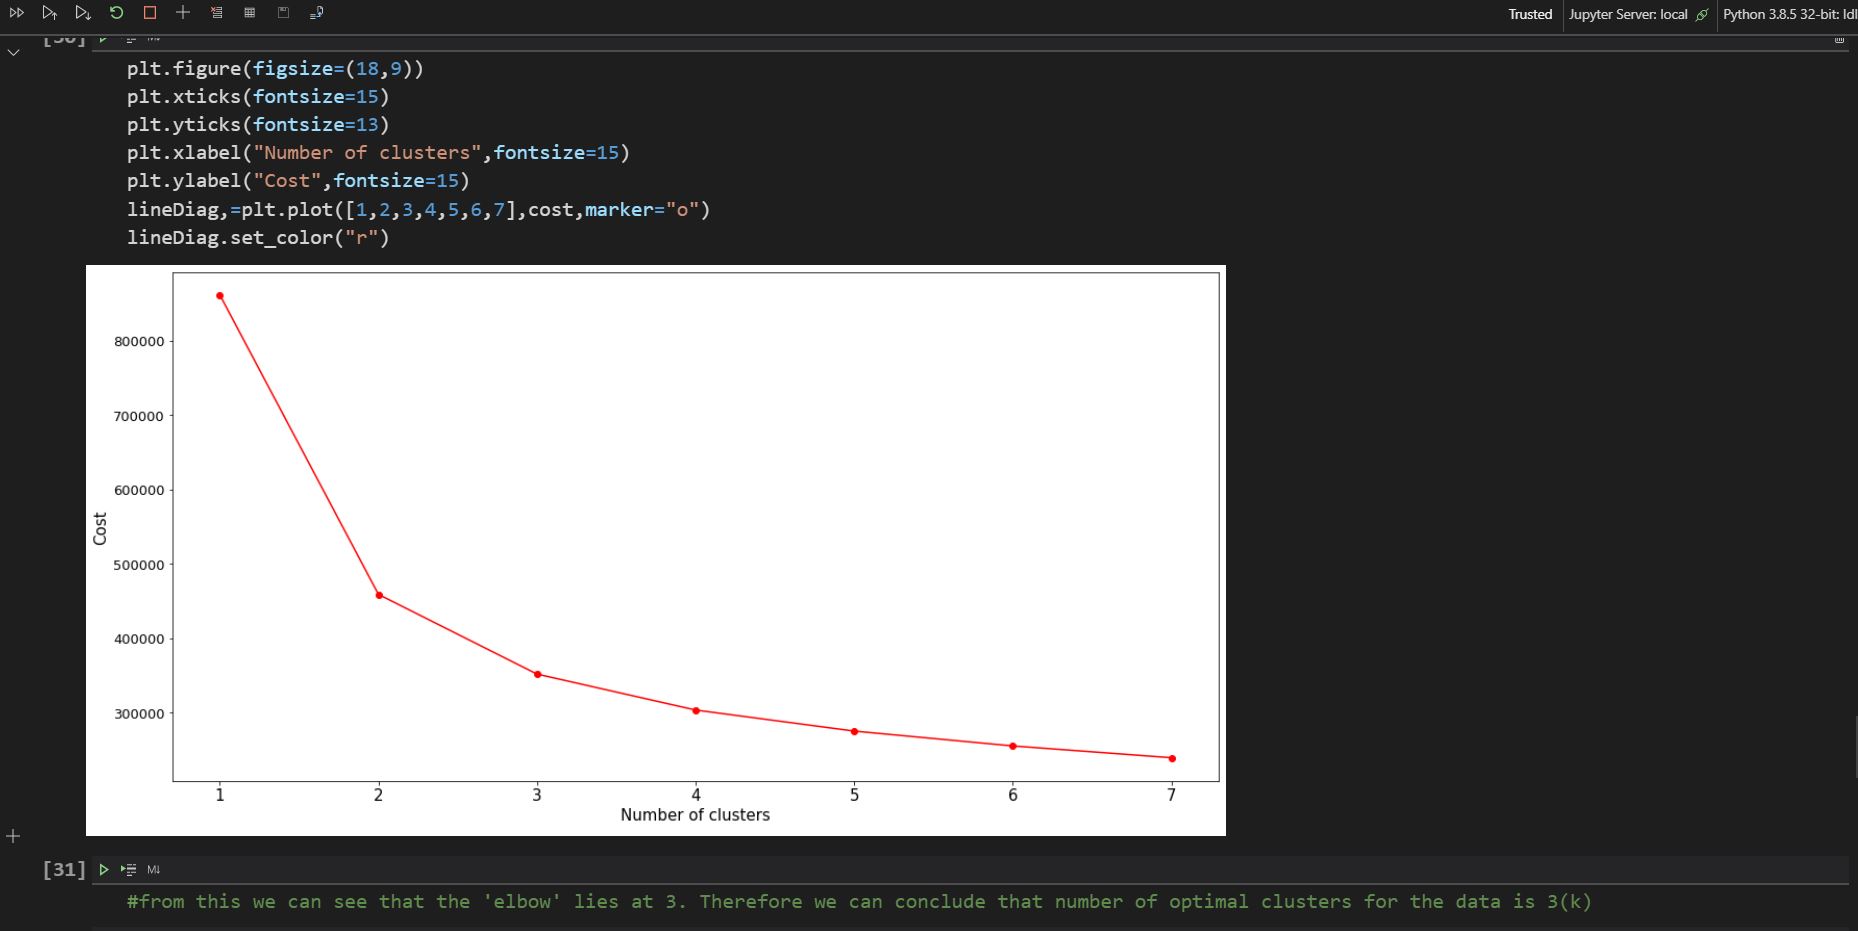 Trusted Jupyter Server: local Python 3.8.5 32-bit: Idl
plt.figure(figsize=(18,9))
plt.xticks(fontsize=15)
plt.yticks(fontsize=13)
plt.xlabel("Number of clusters",fontsize=15)
plt.ylabel("Cost",fontsize=15)
lineDiag,=plt.plot([1,2,3,4,5,6,7],cost,marker="o")
lineDiag.set_color("r")
800000
700000
600000
Cost
500000
400000
300000
1 2 3 4 5 6 7
Number of clusters
[31] M↓
#from this we can see that the 'elbow' lies at 3. Therefore we can conclude that number of optimal clusters for the data is 3(k)